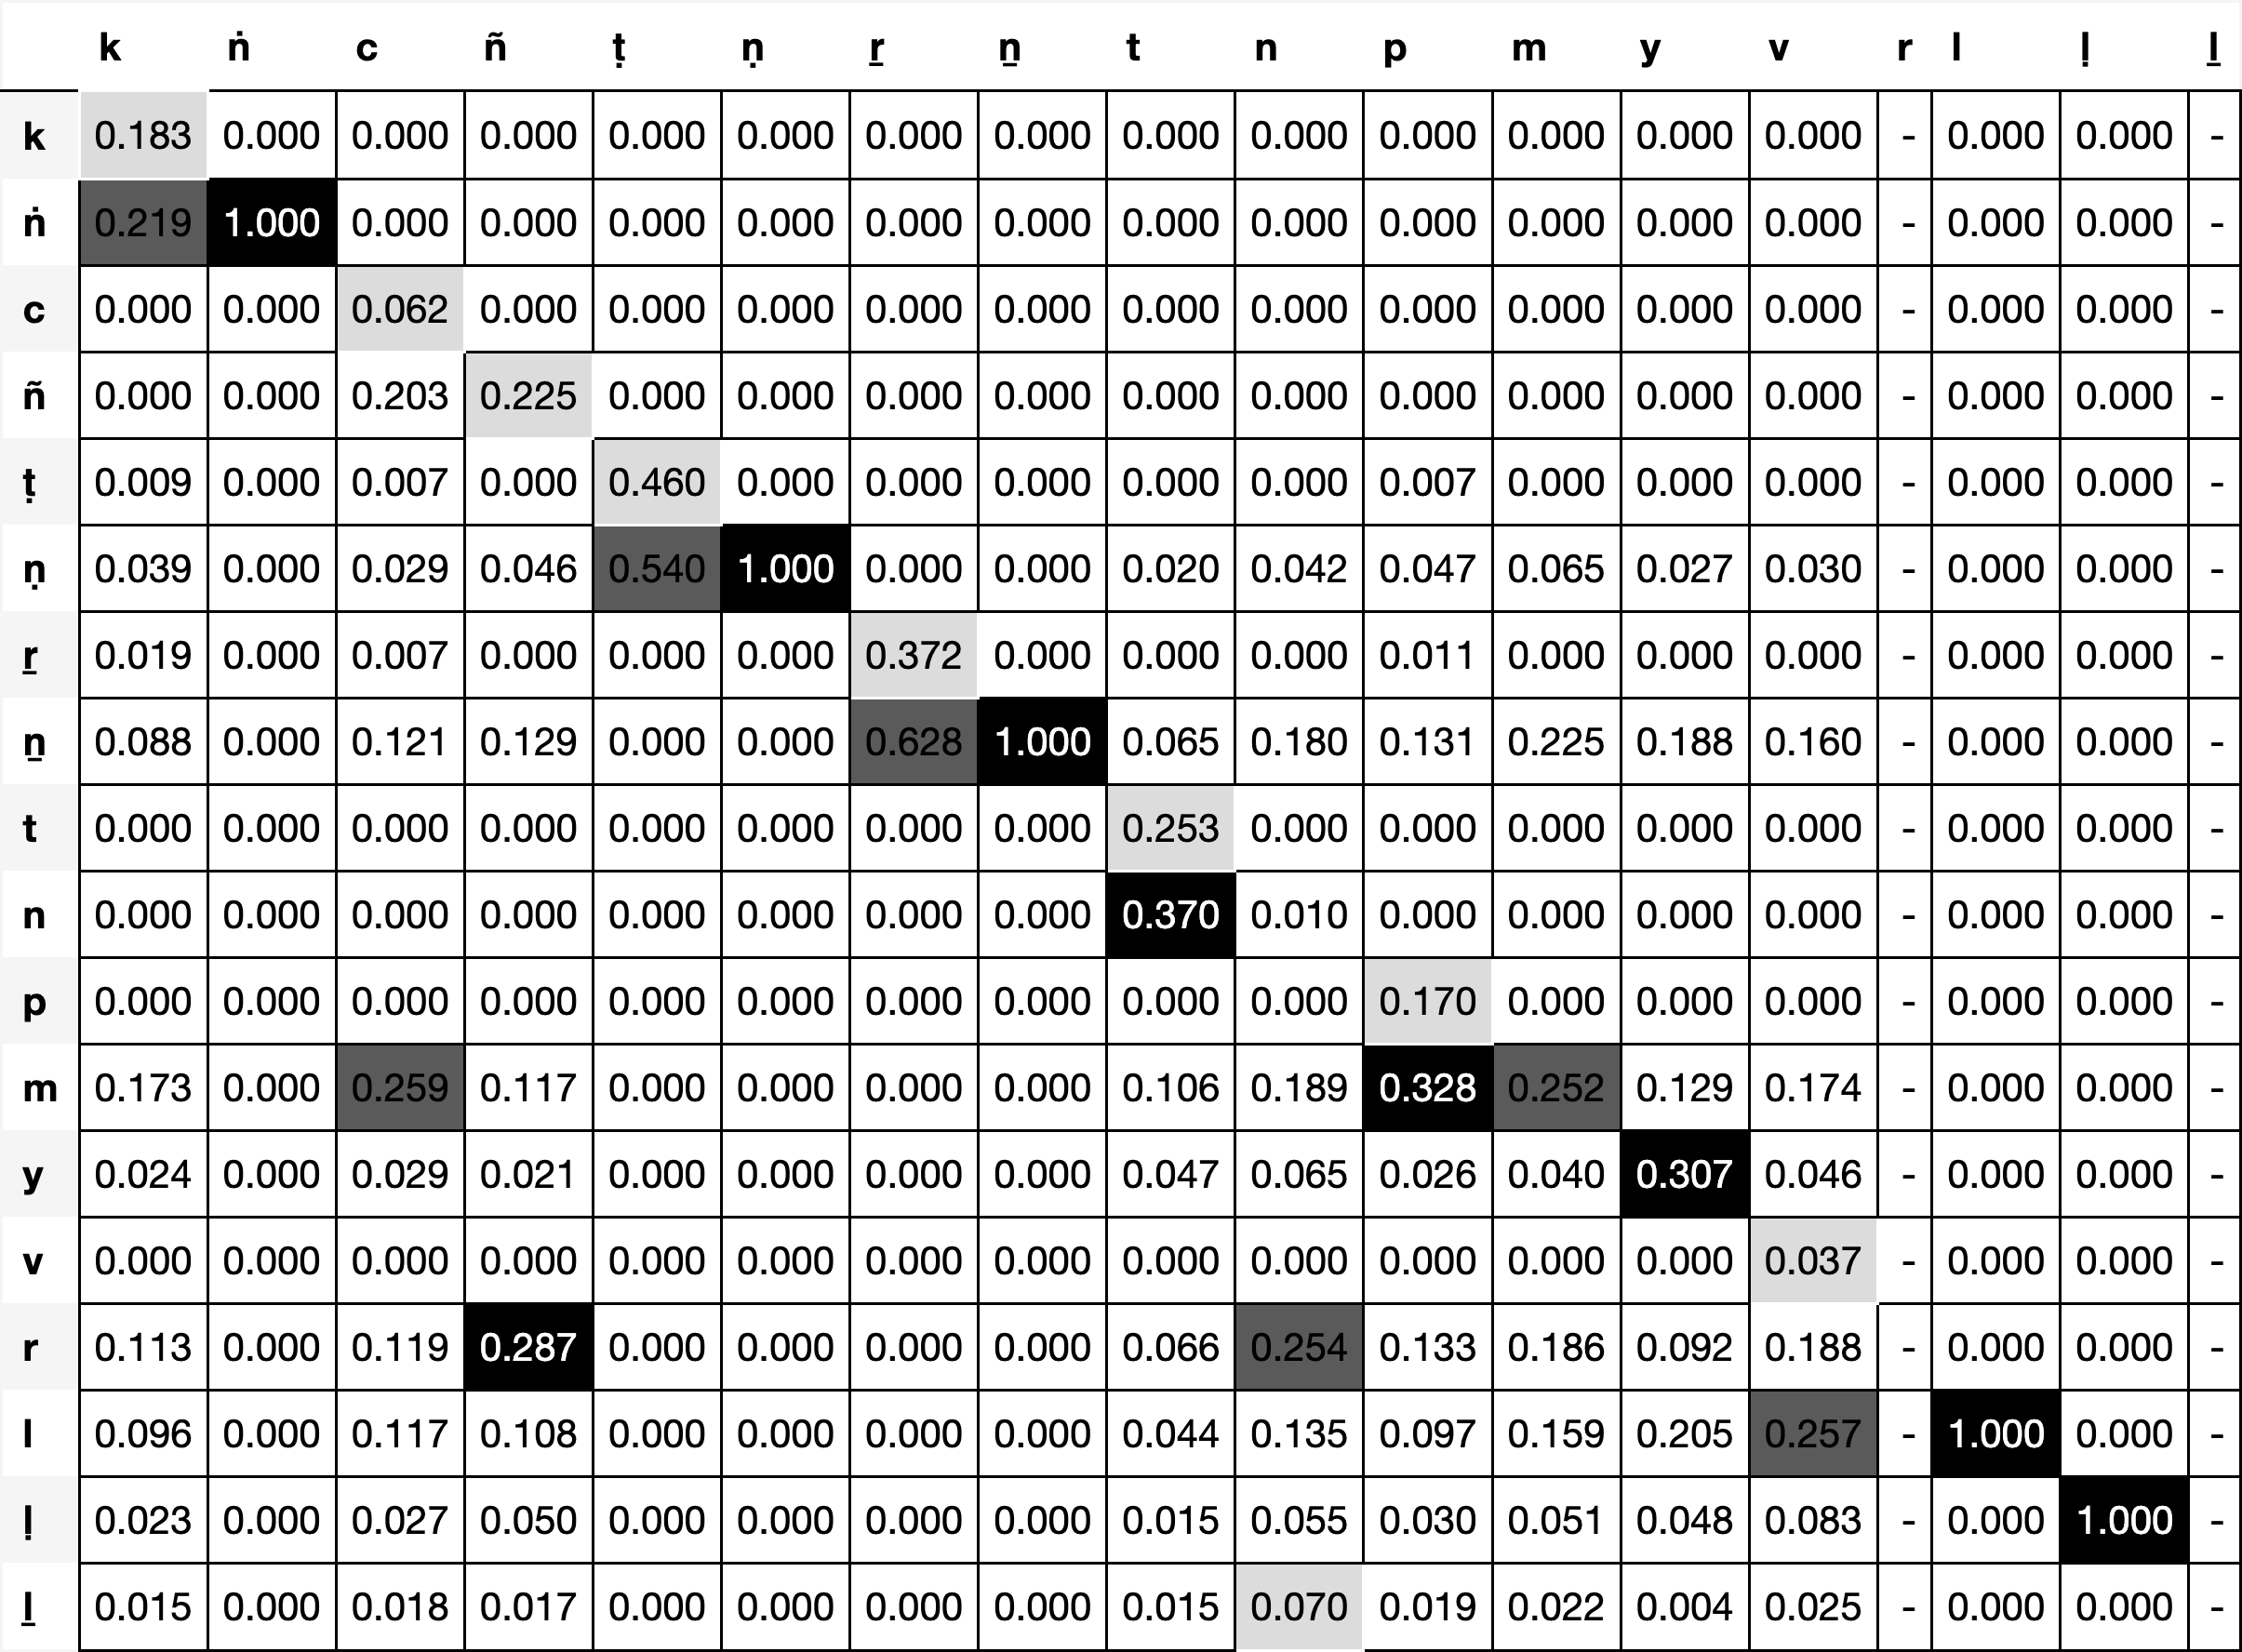 k ṅ c ñ ṭ ṇ ṟ ṉ t n p m y v r l ḷ ḻ
k 0.183 0.000 0.000 0.000 0.000 0.000 0.000 0.000 0.000 0.000 0.000 0.000 0.000 0.000 - 0.000 0.000 -
ṅ 0.219 1.000 0.000 0.000 0.000 0.000 0.000 0.000 0.000 0.000 0.000 0.000 0.000 0.000 - 0.000 0.000 -
c 0.000 0.000 0.062 0.000 0.000 0.000 0.000 0.000 0.000 0.000 0.000 0.000 0.000 0.000 - 0.000 0.000 -
ñ 0.000 0.000 0.203 0.225 0.000 0.000 0.000 0.000 0.000 0.000 0.000 0.000 0.000 0.000 - 0.000 0.000 -
ṭ 0.009 0.000 0.007 0.000 0.460 0.000 0.000 0.000 0.000 0.000 0.007 0.000 0.000 0.000 - 0.000 0.000 -
ṇ 0.039 0.000 0.029 0.046 0.540 1.000 0.000 0.000 0.020 0.042 0.047 0.065 0.027 0.030 - 0.000 0.000 -
ṟ 0.019 0.000 0.007 0.000 0.000 0.000 0.372 0.000 0.000 0.000 0.011 0.000 0.000 0.000 - 0.000 0.000 -
ṉ 0.088 0.000 0.121 0.129 0.000 0.000 0.628 1.000 0.065 0.180 0.131 0.225 0.188 0.160 - 0.000 0.000 -
t 0.000 0.000 0.000 0.000 0.000 0.000 0.000 0.000 0.253 0.000 0.000 0.000 0.000 0.000 - 0.000 0.000 -
n 0.000 0.000 0.000 0.000 0.000 0.000 0.000 0.000 0.370 0.010 0.000 0.000 0.000 0.000 - 0.000 0.000 -
p 0.000 0.000 0.000 0.000 0.000 0.000 0.000 0.000 0.000 0.000 0.170 0.000 0.000 0.000 - 0.000 0.000 -
m 0.173 0.000 0.259 0.117 0.000 0.000 0.000 0.000 0.106 0.189 0.328 0.252 0.129 0.174 - 0.000 0.000 -
y 0.024 0.000 0.029 0.021 0.000 0.000 0.000 0.000 0.047 0.065 0.026 0.040 0.307 0.046 - 0.000 0.000 -
v 0.000 0.000 0.000 0.000 0.000 0.000 0.000 0.000 0.000 0.000 0.000 0.000 0.000 0.037 - 0.000 0.000 -
r 0.113 0.000 0.119 0.287 0.000 0.000 0.000 0.000 0.066 0.254 0.133 0.186 0.092 0.188 - 0.000 0.000 -
l 0.096 0.000 0.117 0.108 0.000 0.000 0.000 0.000 0.044 0.135 0.097 0.159 0.205 0.257 - 1.000 0.000 -
ḷ 0.023 0.000 0.027 0.050 0.000 0.000 0.000 0.000 0.015 0.055 0.030 0.051 0.048 0.083 - 0.000 1.000 -
ḻ 0.015 0.000 0.018 0.017 0.000 0.000 0.000 0.000 0.015 0.070 0.019 0.022 0.004 0.025 - 0.000 0.000 -